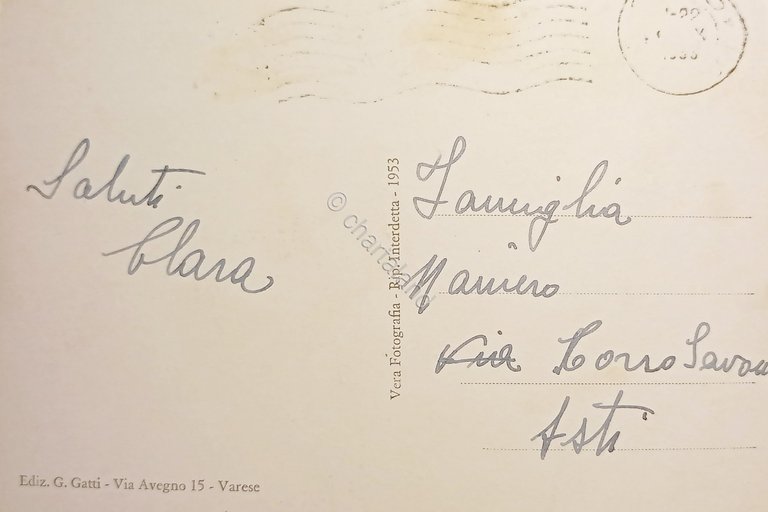 Saluti
Clara
Famiglia
Maniero
via Corso Savona
Asti
Vera Fotografia - Rip. Interdetta - 1953
© chartaland
Ediz. G. Gatti - Via Avegno 15 - Varese